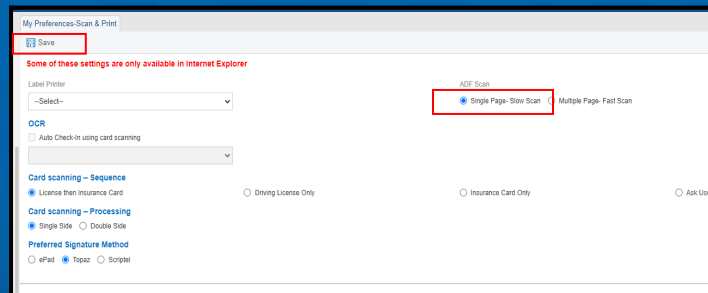 My Preferences-Scan & Print
Save
Some of these settings are only available in Internet Explorer
Label Printer
ADF Scan
--Select--
Single Page- Slow Scan
Multiple Page- Fast Scan
OCR
Auto Check-In using card scanning
Card scanning – Sequence
License then Insurance Card
Driving License Only
Insurance Card Only
Ask Use
Card scanning – Processing
Single Side
Double Side
Preferred Signature Method
ePad
Topaz
Scriptel